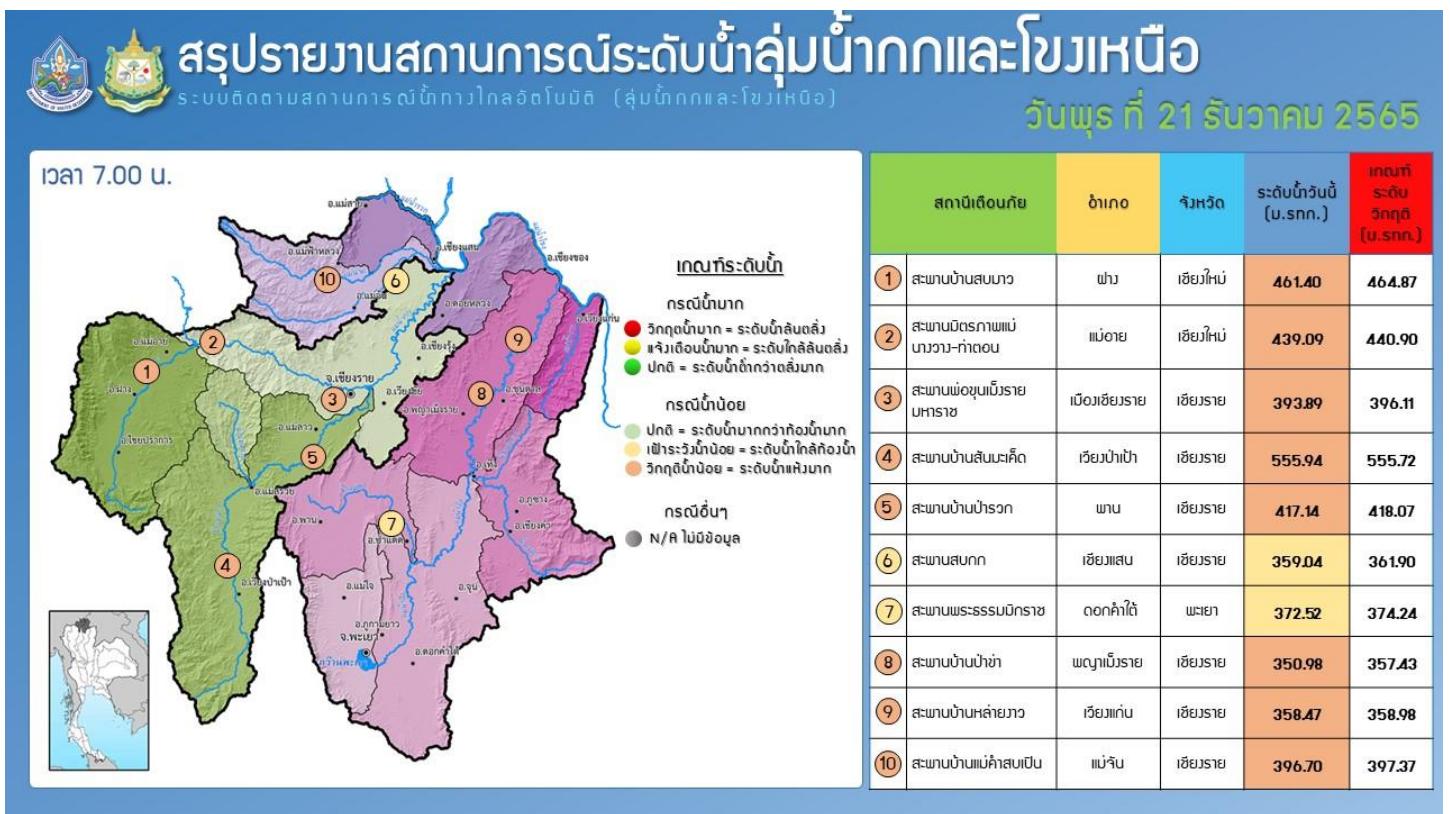 สรุปรายงานสถานการณ์ระดับน้ำลุ่มน้ำกกและโขงเหนือ
ระบบติดตามสถานการณ์น้ำทางไกลอัตโนมัติ (ลุ่มน้ำกกและโขงเหนือ)
วันพุธ ที่ 21 ธันวาคม 2565
เวลา 7.00 น.
อ.แม่สาย
แม่น้ำรวก
แม่น้ำโขง
อ.แม่ฟ้าหลวง
อ.เชียงแสน
อ.เชียงของ
10
6
อ.แม่จัน
อ.ดอยหลวง
อ.เวียงแก่น
อ.แม่อาย
2
9
อ.เชียงรุ้ง
1
จ.เชียงราย
อ.ฝาง
3
อ.เวียงชัย
8
อ.ขุนตาล
อ.พญาเม็งราย
อ.แม่ลาว
อ.ไชยปราการ
5
อ.เทิง
อ.แม่สรวย
อ.ภูซาง
อ.พาน
7
อ.เชียงคำ
อ.ป่าแดด
4
อ.เวียงป่าเป้า
อ.แม่ใจ
อ.จุน
อ.ภูกามยาว
จ.พะเยา
อ.ดอกคำใต้
กว๊านพะเยา
เกณฑ์ระดับน้ำ
กรณีน้ำมาก
วิกฤตน้ำมาก = ระดับน้ำล้นตลิ่ง
แจ้งเตือนน้ำมาก = ระดับใกล้ล้นตลิ่ง
ปกติ = ระดับน้ำต่ำกว่าตลิ่งมาก
กรณีน้ำน้อย
ปกติ = ระดับน้ำมากกว่าท้องน้ำมาก
เฝ้าระวังน้ำน้อย = ระดับน้ำใกล้ท้องน้ำ
วิกฤติน้ำน้อย = ระดับน้ำแห้งมาก
กรณีอื่นๆ
N/A ไม่มีข้อมูล
สถานีเตือนภัย อำเภอ จังหวัด ระดับน้ำวันนี้ (ม.รทก.) เกณฑ์ระดับวิกฤติ (ม.รทก.)
1 สะพานบ้านสบมาว ฝาง เชียงใหม่ 461.40 464.87
2 สะพานมิตรภาพแม่นาวาง-ท่าตอน แม่อาย เชียงใหม่ 439.09 440.90
3 สะพานพ่อขุนเม็งรายมหาราช เมืองเชียงราย เชียงราย 393.89 396.11
4 สะพานบ้านสันมะเค็ด เวียงป่าเป้า เชียงราย 555.94 555.72
5 สะพานบ้านป่ารวก พาน เชียงราย 417.14 418.07
6 สะพานสบกก เชียงแสน เชียงราย 359.04 361.90
7 สะพานพระธรรมมิกราช ดอกคำใต้ พะเยา 372.52 374.24
8 สะพานบ้านป่าข่า พญาเม็งราย เชียงราย 350.98 357.43
9 สะพานบ้านหล่ายงาว เวียงแก่น เชียงราย 358.47 358.98
10 สะพานบ้านแม่คำสบเปิน แม่จัน เชียงราย 396.70 397.37